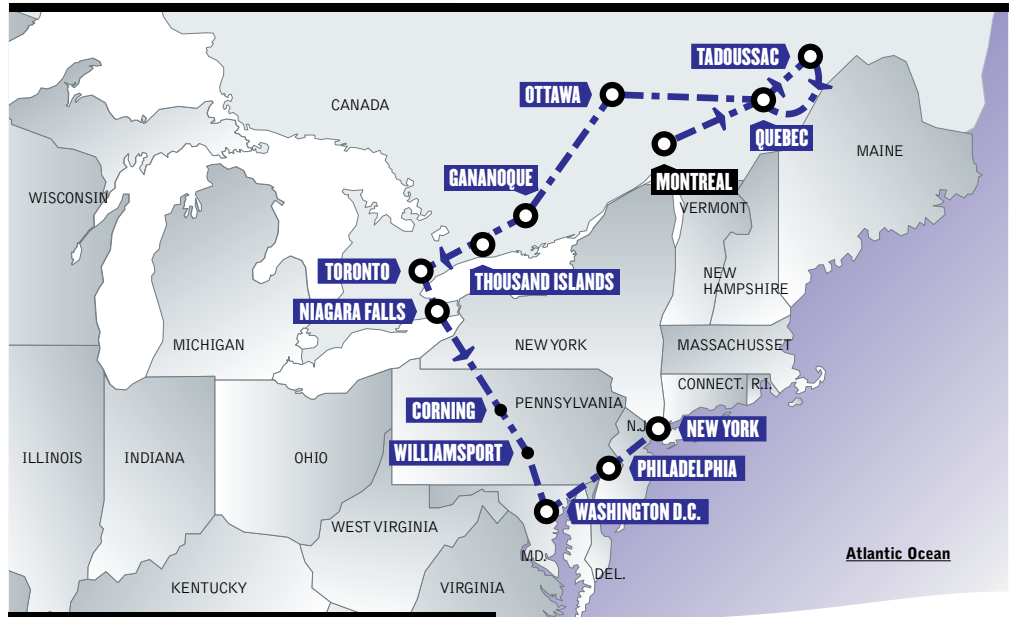 TADOUSSAC
OTTAWA
CANADA
QUEBEC
MAINE
GANANOQUE
MONTREAL
WISCONSIN
VERMONT
TORONTO
THOUSAND ISLANDS
NEW
HAMPSHIRE
NIAGARA FALLS
MICHIGAN
NEW YORK
MASSACHUSSET
CONNECT.
R.I.
CORNING
PENNSYLVANIA
N.J.
NEW YORK
WILLIAMSPORT
ILLINOIS
INDIANA
OHIO
PHILADELPHIA
WASHINGTON D.C.
WEST VIRGINIA
MD.
Atlantic Ocean
DEL.
KENTUCKY
VIRGINIA